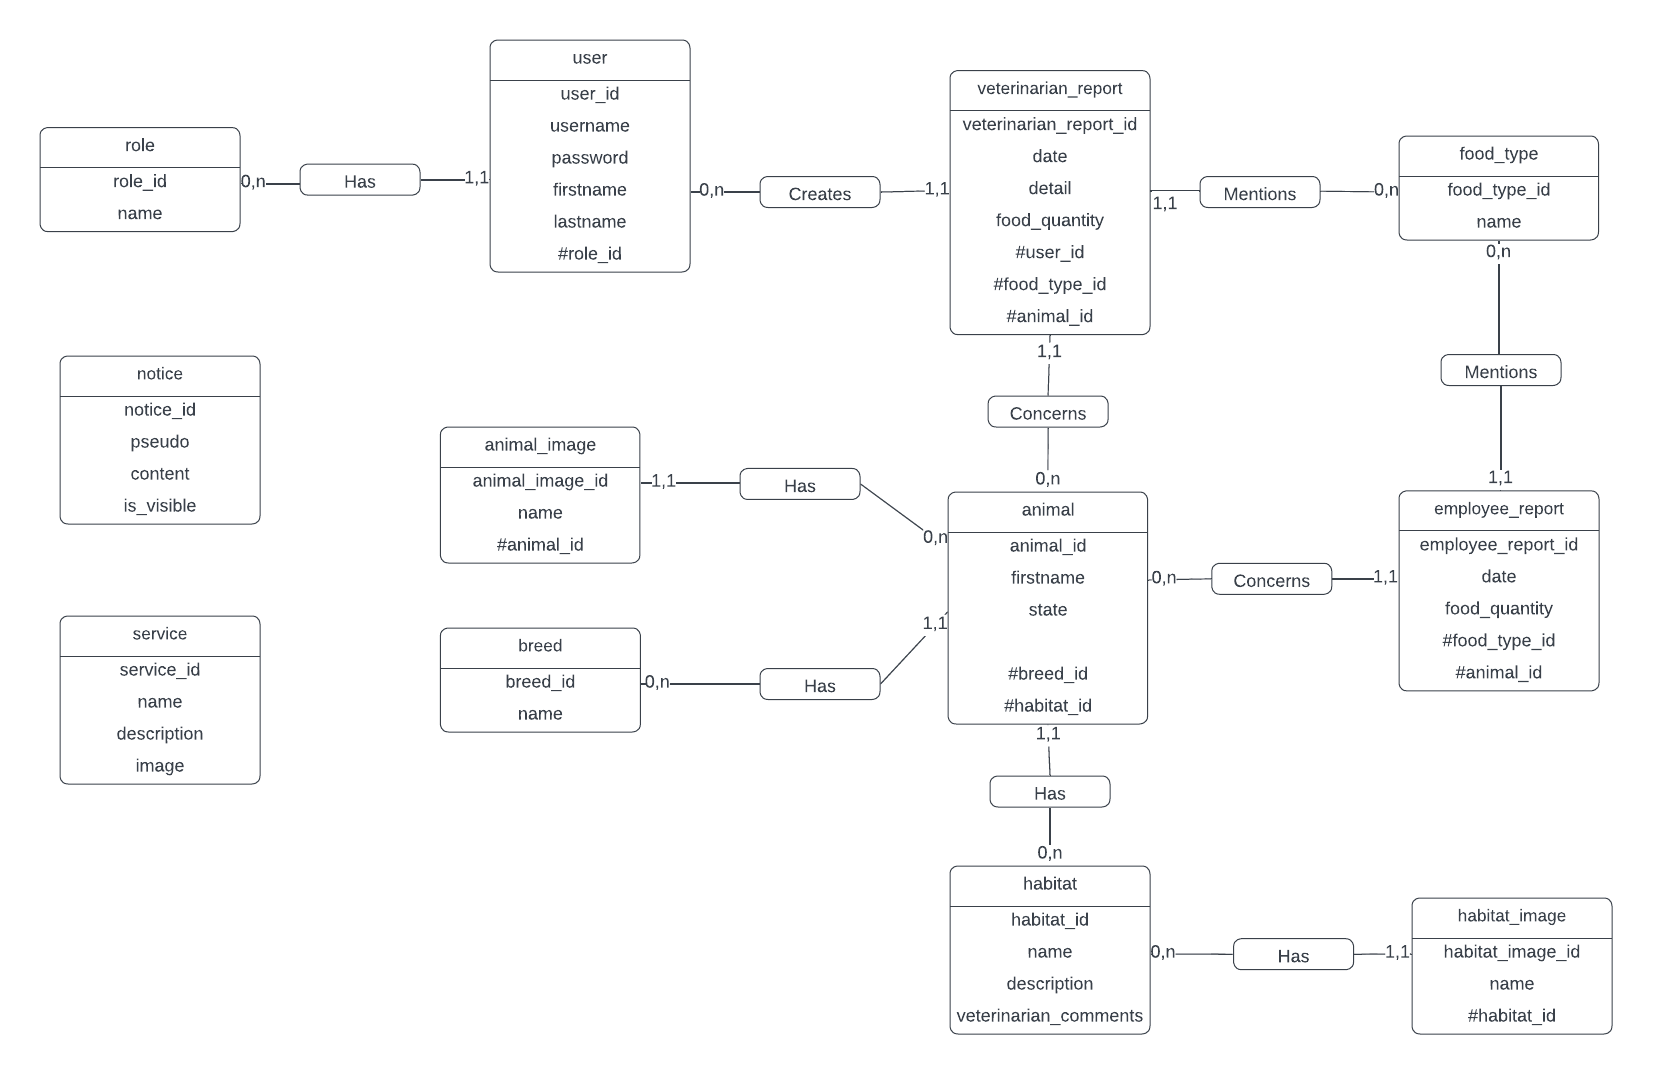 role
role_id
name
0,n
Has
1,1
user
user_id
username
password
firstname
lastname
#role_id
0,n
Creates
1,1
veterinarian_report
veterinarian_report_id
date
detail
food_quantity
#user_id
#food_type_id
#animal_id
1,1
Mentions
0,n
food_type
food_type_id
name
0,n
Mentions
1,1
1,1
Concerns
0,n
notice
notice_id
pseudo
content
is_visible
animal_image
animal_image_id
name
#animal_id
1,1
Has
0,n
animal
animal_id
firstname
state
#breed_id
#habitat_id
0,n
Concerns
1,1
employee_report
employee_report_id
date
food_quantity
#food_type_id
#animal_id
service
service_id
name
description
image
breed
breed_id
name
0,n
Has
1,1
1,1
Has
0,n
habitat
habitat_id
name
description
veterinarian_comments
0,n
Has
1,1
habitat_image
habitat_image_id
name
#habitat_id